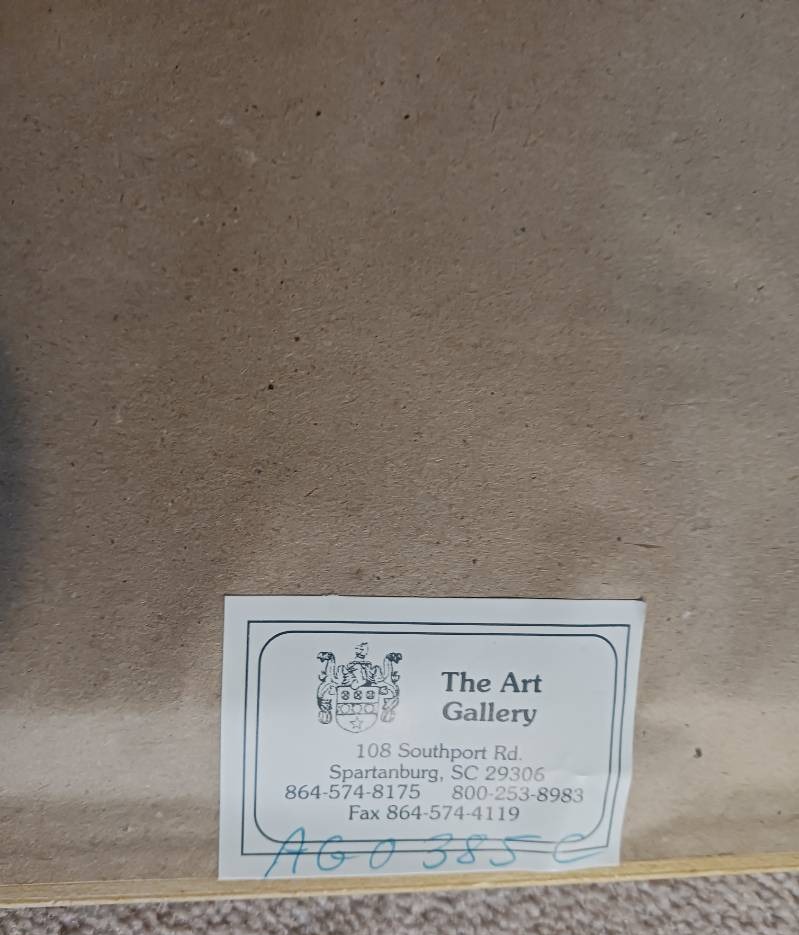 The Art
Gallery
108 Southport Rd.
Spartanburg, SC 29306
864-574-8175 800-253-8983
Fax 864-574-4119
AG0385C